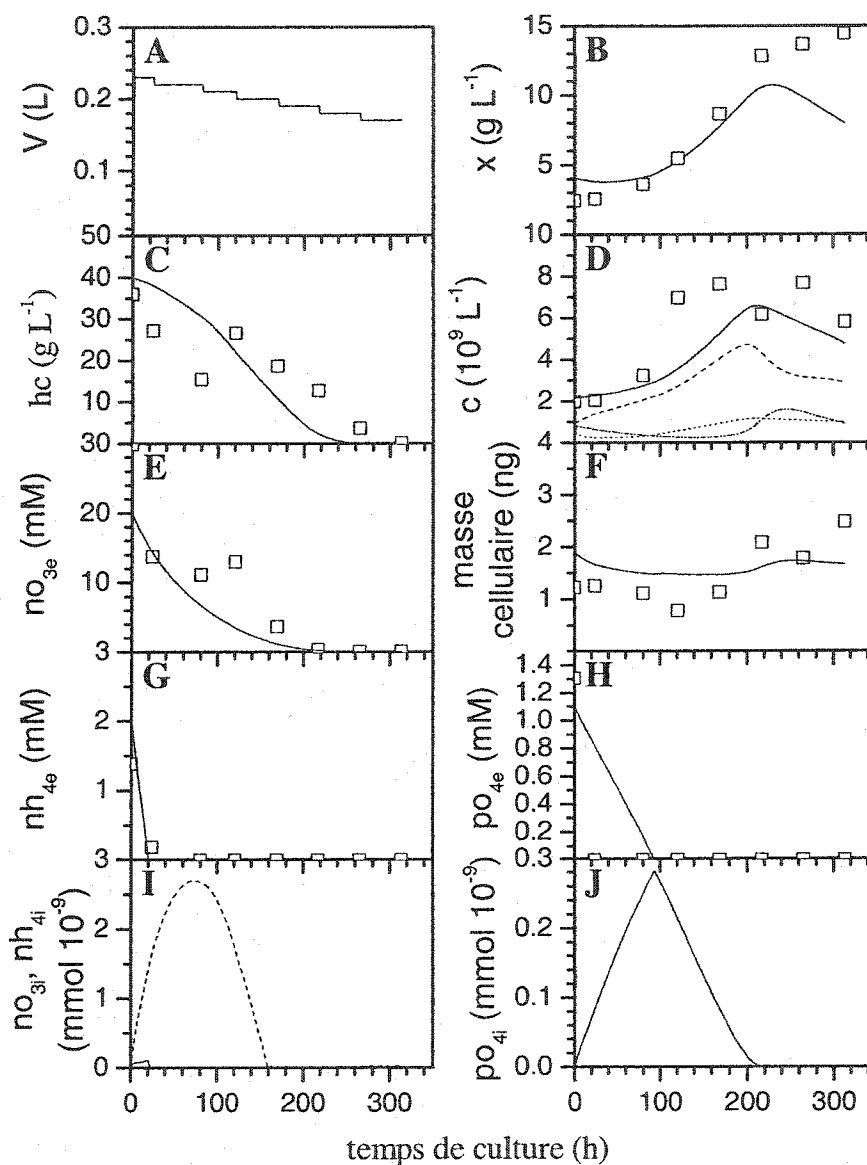 0.3
0.2
0.1
50
V (L)
A
15
10
5
10
x (g L⁻¹)
B
40
30
20
10
30
hc (g L⁻¹)
C
8
6
4
2
4
c (10⁹ L⁻¹)
D
20
10
3
no₃ₑ (mM)
E
3
2
1
masse
cellulaire (ng)
F
2
1
3
nh₄ₑ (mM)
G
1.4
1.2
1.0
0.8
0.6
0.4
0.2
0.3
po₄ₑ (mM)
H
2
1
0
no₃ᵢ, nh₄ᵢ
(mmol 10⁻⁹)
I
0.2
0.1
0.0
po₄ᵢ (mmol 10⁻⁹)
J
0 100 200 300
0 100 200 300
temps de culture (h)